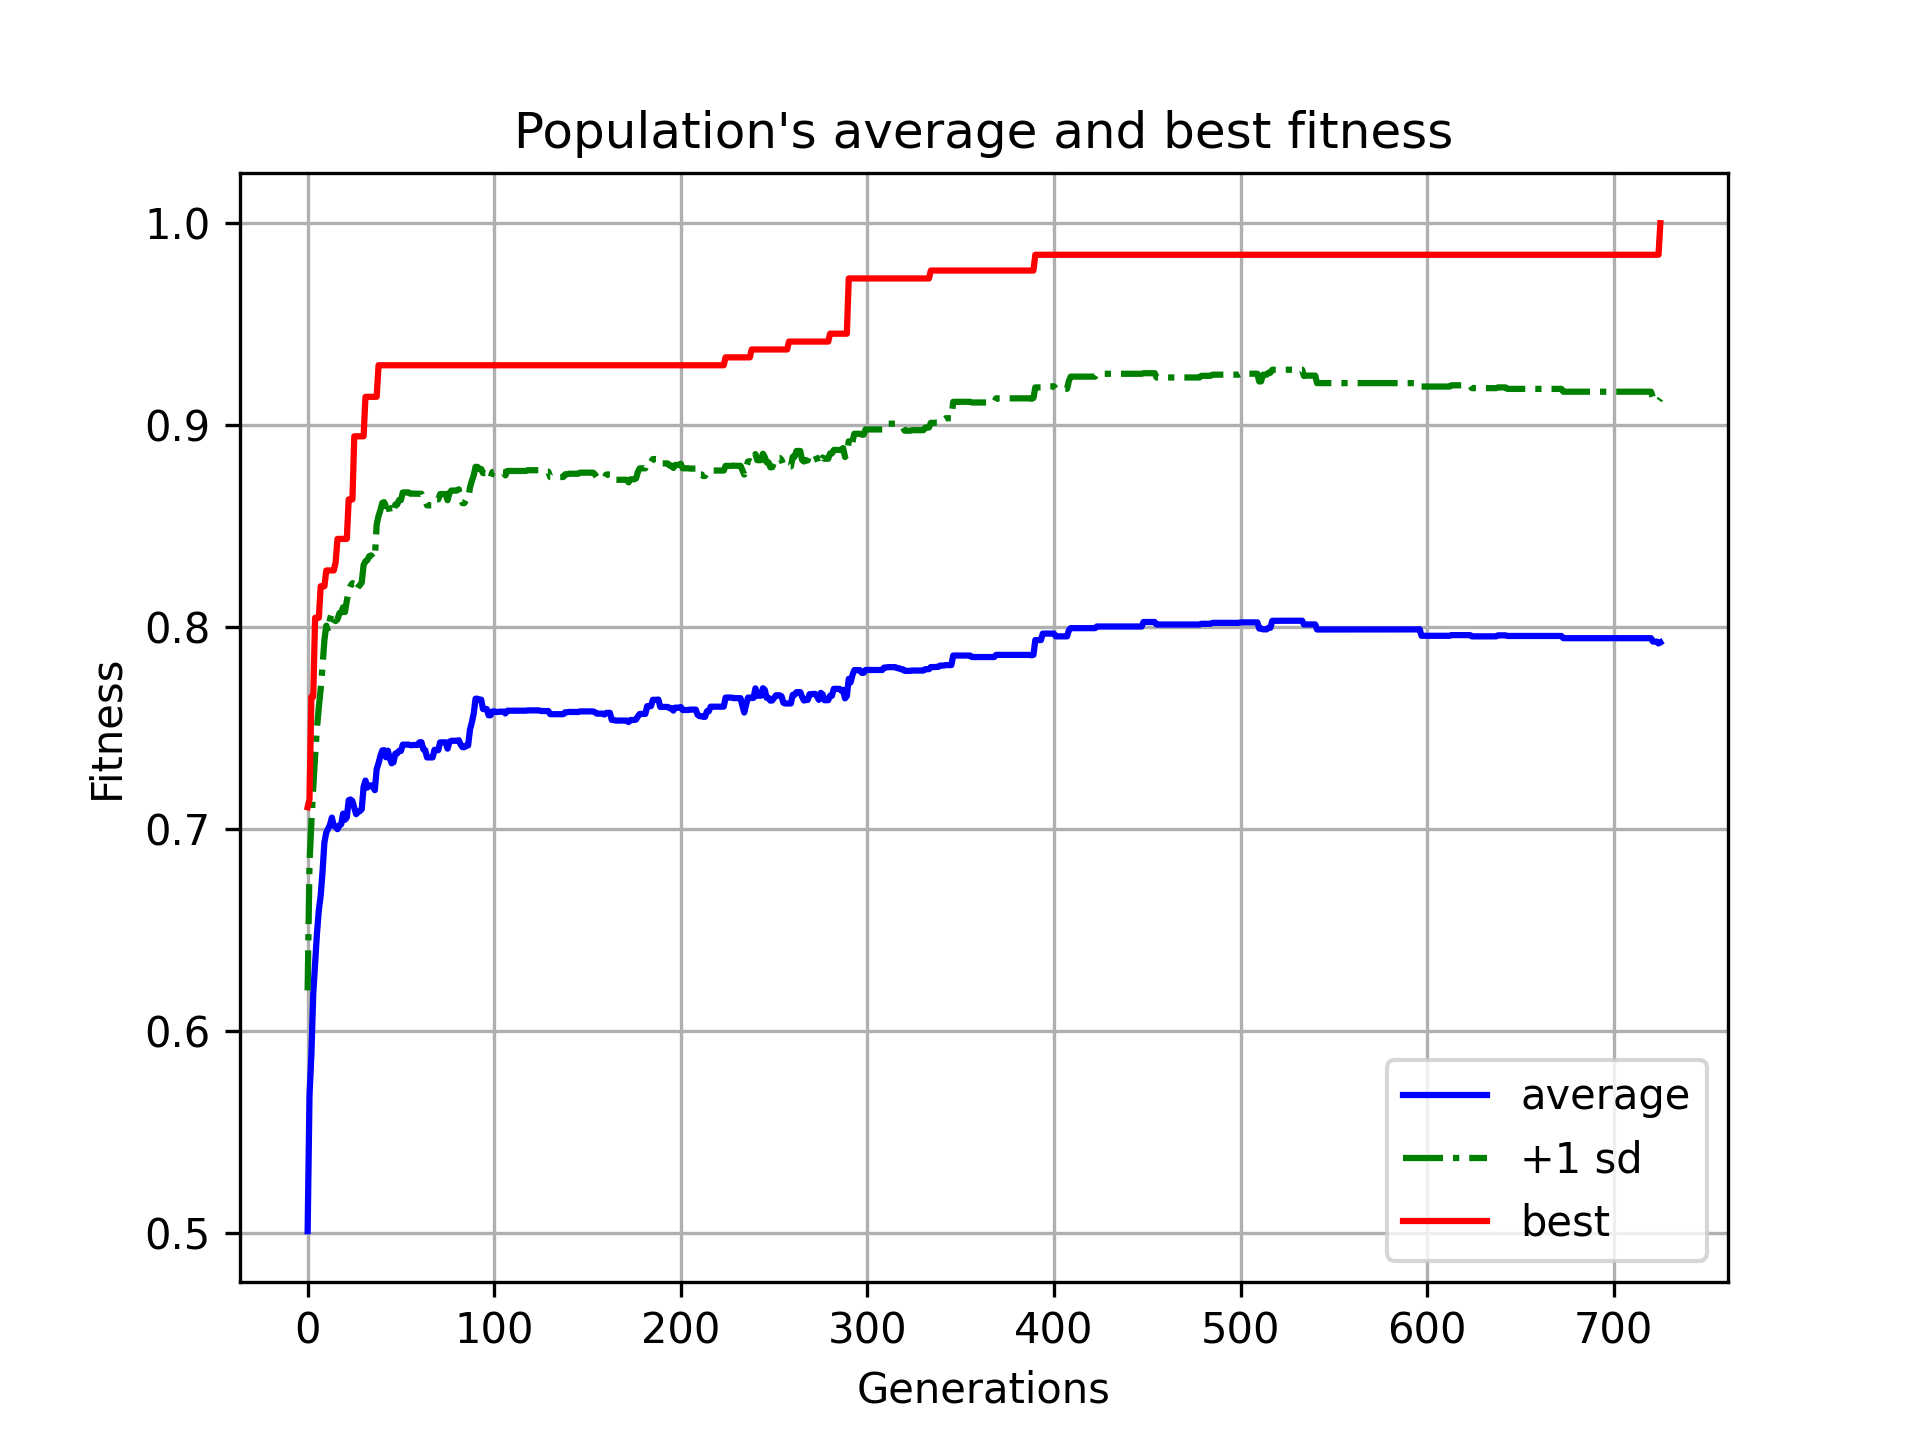 Population's average and best fitness
1.0
0.9
0.8
0.7
0.6
0.5
Fitness
0 100 200 300 400 500 600 700
Generations
average
+1 sd
best